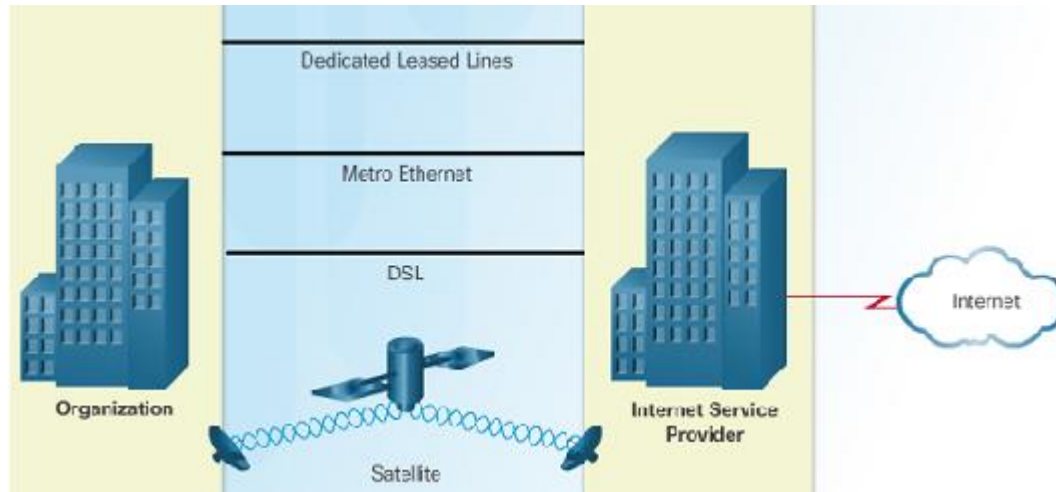 Dedicated Leased Lines
Metro Ethernet
DSL
Organization
Internet Service
Provider
Internet
Satellite